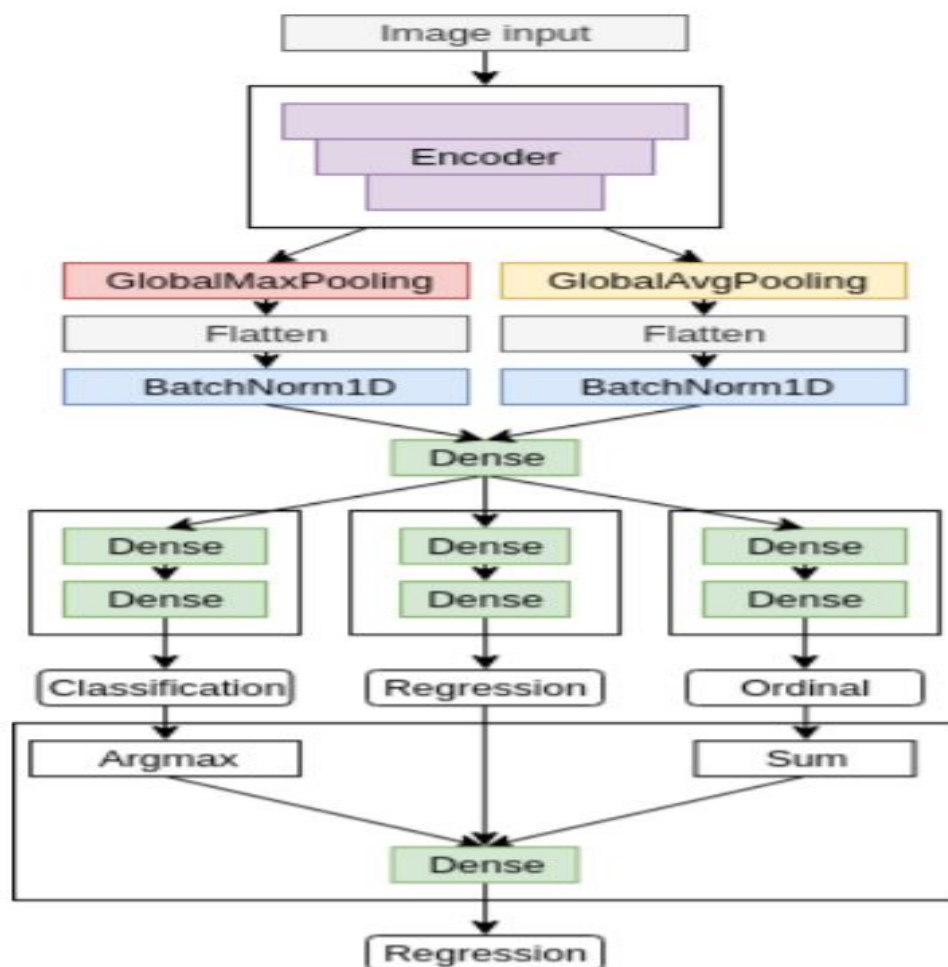 Image input
Encoder
GlobalMaxPooling GlobalAvgPooling
Flatten Flatten
BatchNorm1D BatchNorm1D
Dense
Dense Dense Dense
Dense Dense Dense
Classification Regression Ordinal
Argmax Sum
Dense
Regression